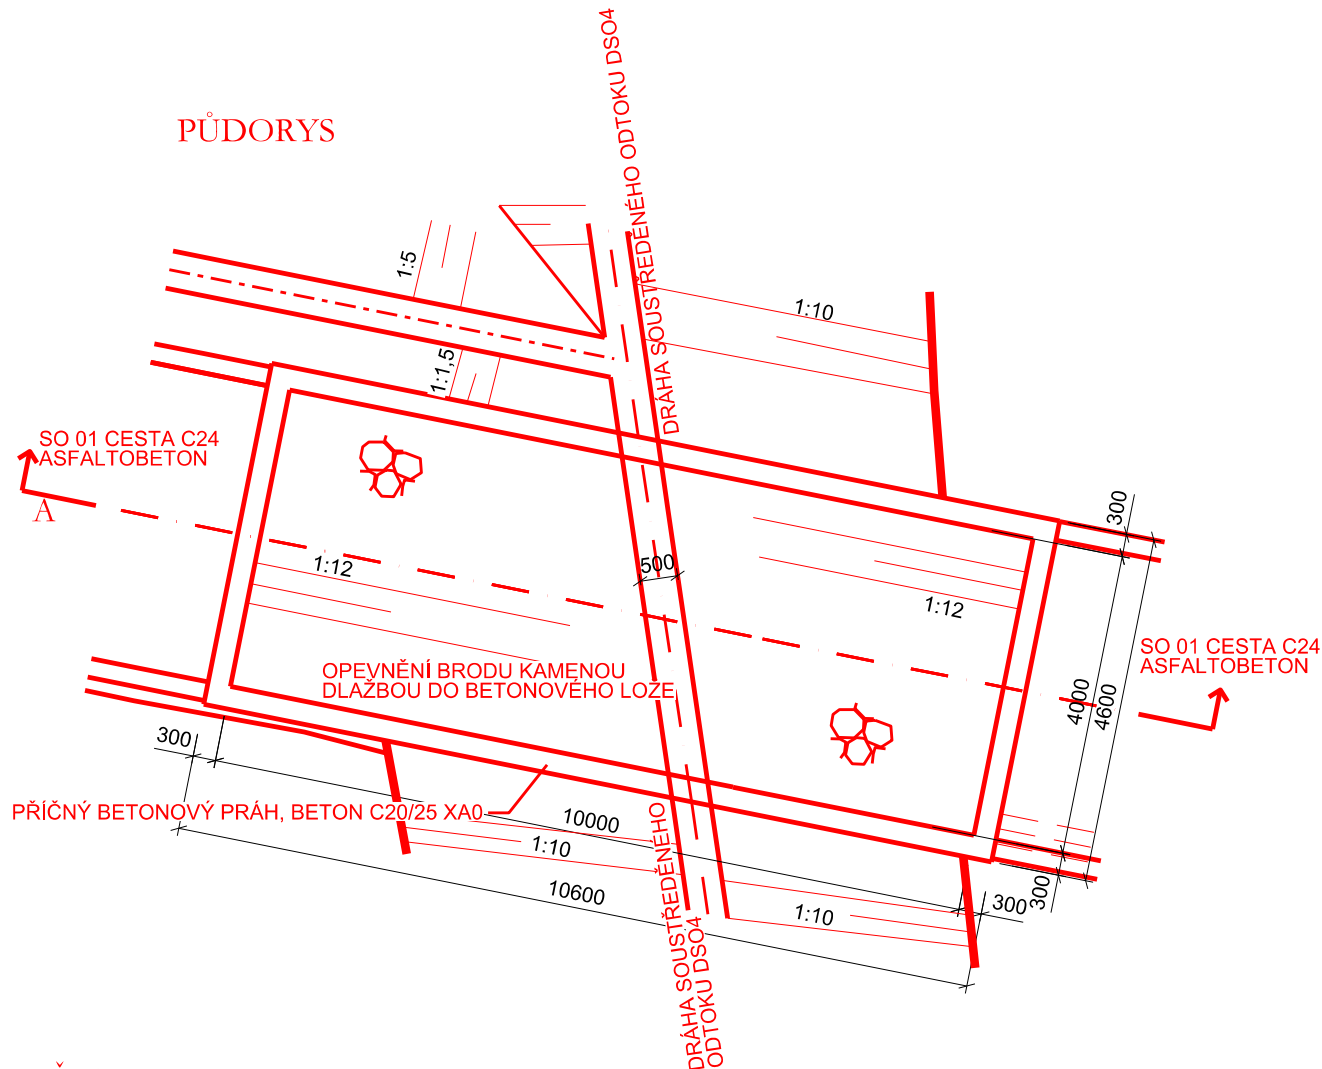 PŮDORYS
DRÁHA SOUSTŘEDĚNÉHO ODTOKU DSO4
1:5
1:10
1:1,5
SO 01 CESTA C24
ASFALTOBETON
A
300
500
1:12
1:12
SO 01 CESTA C24
ASFALTOBETON
OPEVNĚNÍ BRODU KAMENOU
DLAŽBOU DO BETONOVÉHO LOZE
4000
4600
300
PŘÍČNÝ BETONOVÝ PRÁH, BETON C20/25 XA0
10000
1:10
10600
300
300
1:10
DRÁHA SOUSTŘEDĚNÉHO
ODTOKU DSO4